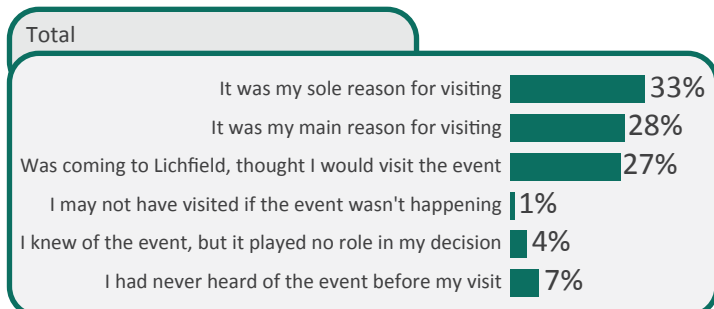 Total
It was my sole reason for visiting 33%
It was my main reason for visiting 28%
Was coming to Lichfield, thought I would visit the event 27%
I may not have visited if the event wasn't happening 1%
I knew of the event, but it played no role in my decision 4%
I had never heard of the event before my visit 7%